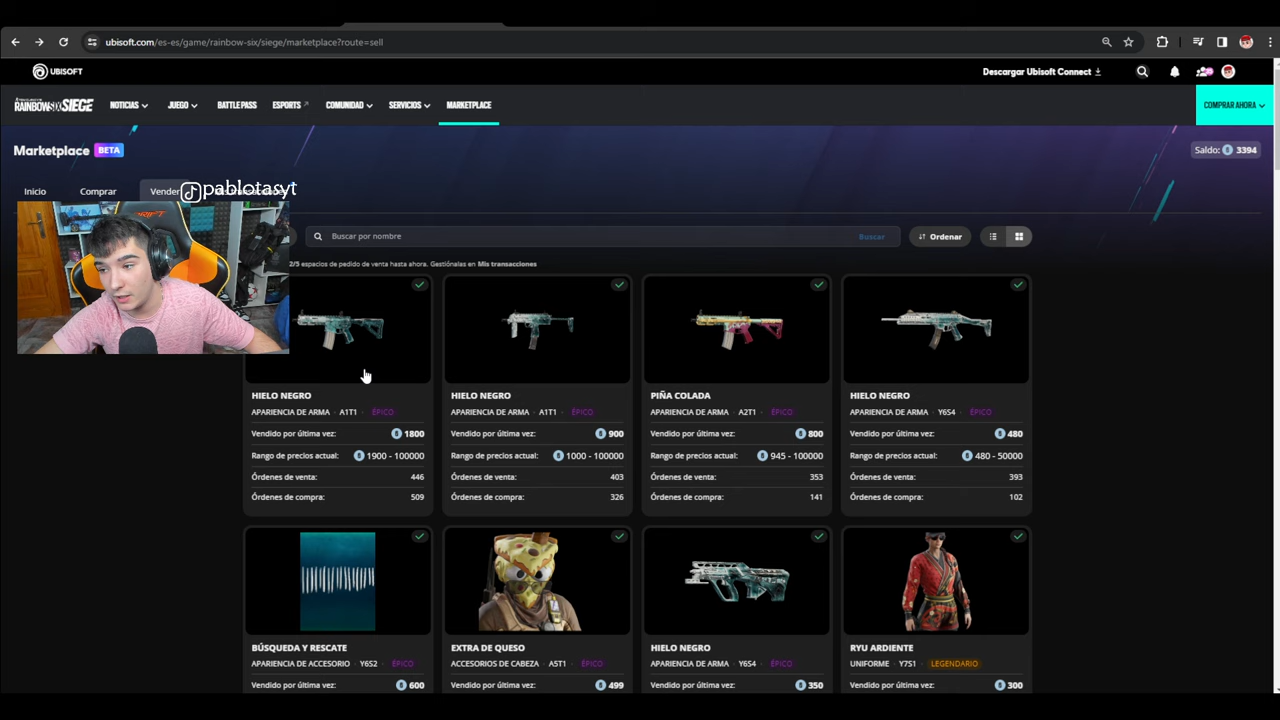 ubisoft.com/es-es/game/rainbow-six/siege/marketplace?route=sell
UBISOFT
Descargar Ubisoft Connect
RAINBOWSIX SIEGE
NOTICIAS
JUEGO
BATTLE PASS
ESPORTS
COMUNIDAD
SERVICIOS
MARKETPLACE
COMPRAR AHORA
Marketplace BETA
Saldo: 3394
Inicio
Comprar
Vender
pablotasyt
Buscar por nombre
Buscar
Ordenar
2/5 espacios de pedido de venta hasta ahora. Gestiónalas en Mis transacciones
HIELO NEGRO
APARIENCIA DE ARMA · A1T1 · ÉPICO
Vendido por última vez: 1800
Rango de precios actual: 1900 - 100000
Órdenes de venta: 446
Órdenes de compra: 509
HIELO NEGRO
APARIENCIA DE ARMA · A1T1 · ÉPICO
Vendido por última vez: 900
Rango de precios actual: 1000 - 100000
Órdenes de venta: 403
Órdenes de compra: 326
PIÑA COLADA
APARIENCIA DE ARMA · A2T1 · ÉPICO
Vendido por última vez: 800
Rango de precios actual: 945 - 100000
Órdenes de venta: 353
Órdenes de compra: 141
HIELO NEGRO
APARIENCIA DE ARMA · Y6S4 · ÉPICO
Vendido por última vez: 480
Rango de precios actual: 480 - 50000
Órdenes de venta: 393
Órdenes de compra: 102
BÚSQUEDA Y RESCATE
APARIENCIA DE ACCESORIO · Y6S2 · ÉPICO
Vendido por última vez: 600
EXTRA DE QUESO
ACCESORIOS DE CABEZA · A5T1 · ÉPICO
Vendido por última vez: 499
HIELO NEGRO
APARIENCIA DE ARMA · Y6S4 · ÉPICO
Vendido por última vez: 350
RYU ARDIENTE
UNIFORME · Y7S1 · LEGENDARIO
Vendido por última vez: 300